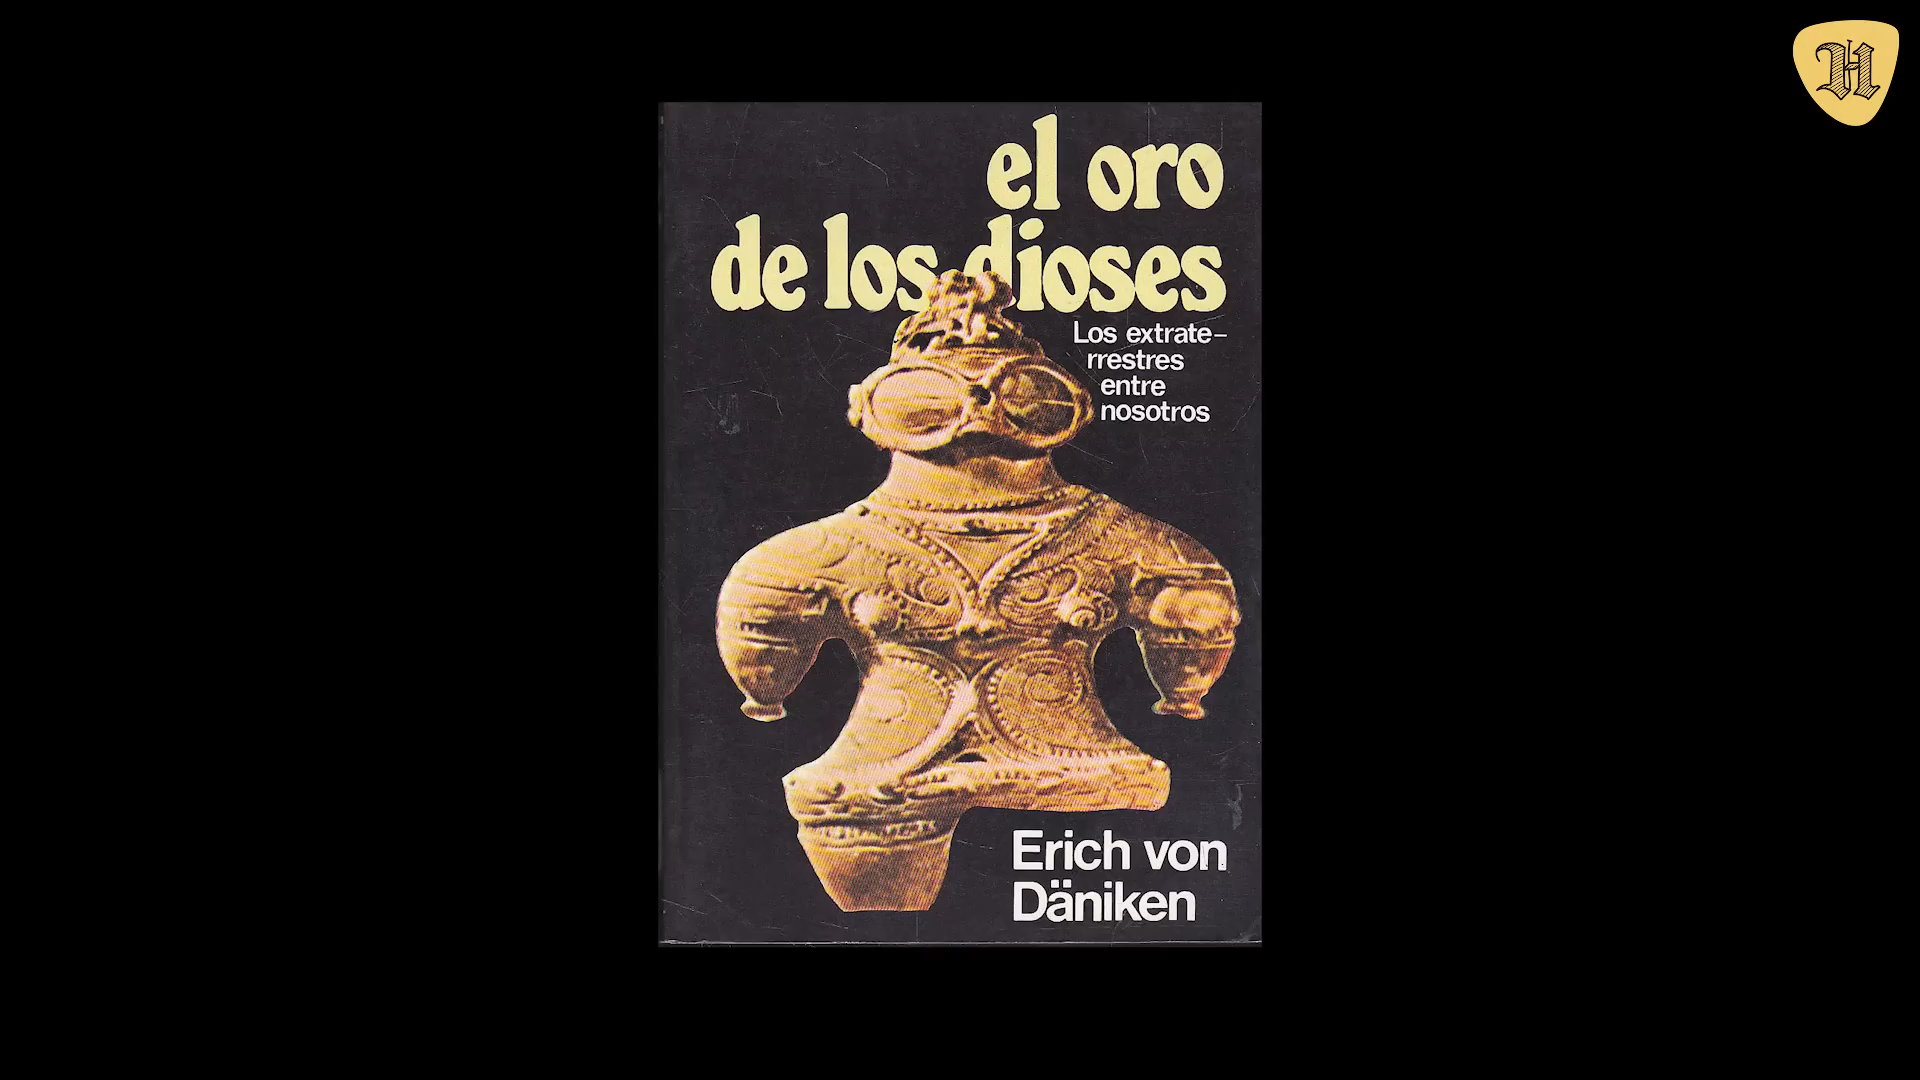 H
el oro
de los dioses
Los extrate–
rrestres
entre
nosotros
Erich von
Däniken